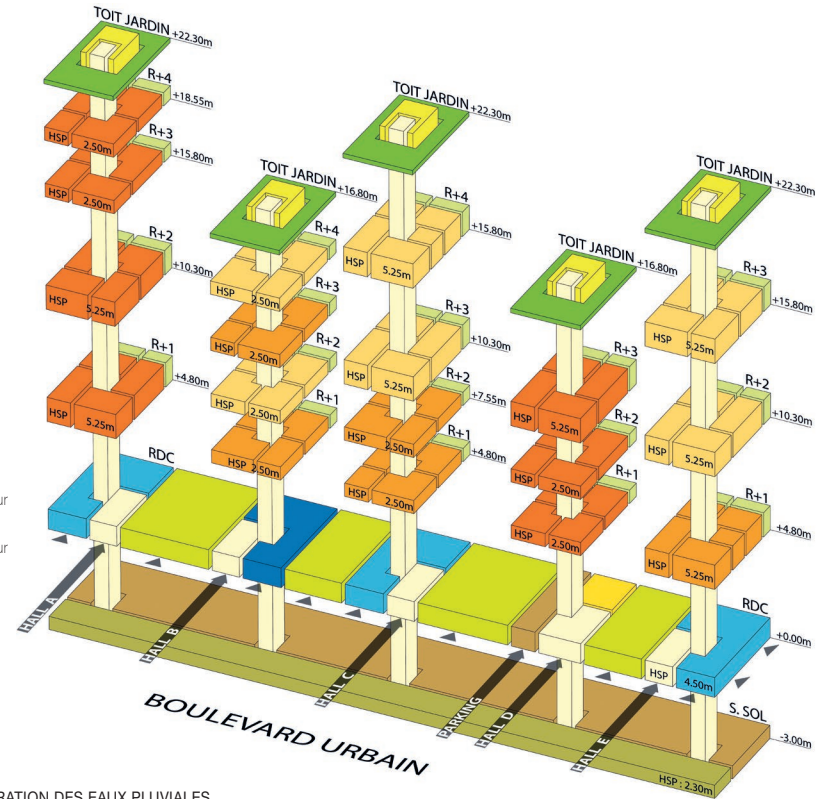 TOIT JARDIN +22.30m
R+4
+18.55m
HSP 2.50m
R+3
+15.80m
HSP 2.50m
R+2
+10.30m
HSP 5.25m
R+1
+4.80m
HSP 5.25m
RDC
TOIT JARDIN +16.80m
R+4
HSP 2.50m
R+3
HSP 2.50m
R+2
HSP 2.50m
R+1
HSP 2.50m
TOIT JARDIN +22.30m
R+4
+15.80m
HSP 5.25m
R+3
+10.30m
HSP 5.25m
R+2
+7.55m
HSP 2.50m
R+1
+4.80m
HSP 2.50m
TOIT JARDIN +16.80m
R+3
HSP 5.25m
R+2
HSP 2.50m
R+1
HSP 2.50m
TOIT JARDIN +22.30m
R+3
+15.80m
HSP 5.25m
R+2
+10.30m
HSP 5.25m
R+1
+4.80m
HSP 5.25m
RDC
+0.00m
HSP 4.50m
S. SOL
-3.00m
HSP : 2.30m
ur
ur
HALL A
HALL B
HALL C
PARKING
HALL D
HALL E
BOULEVARD URBAIN
RATION DES EAUX PLUVIALES